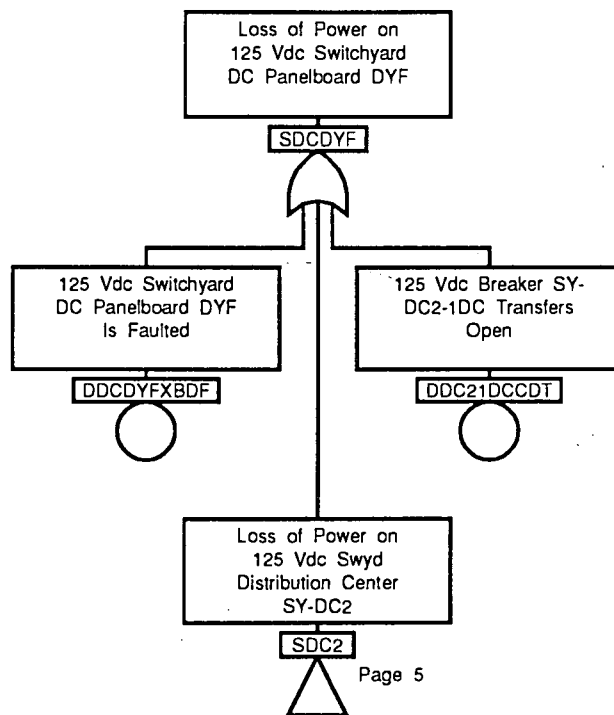 Loss of Power on
125 Vdc Switchyard
DC Panelboard DYF
SDCDYF
125 Vdc Switchyard
DC Panelboard DYF
Is Faulted
DDCDYFXBDF
125 Vdc Breaker SY-
DC2-1DC Transfers
Open
DDC21DCCDT
Loss of Power on
125 Vdc Swyd
Distribution Center
SY-DC2
SDC2
Page 5